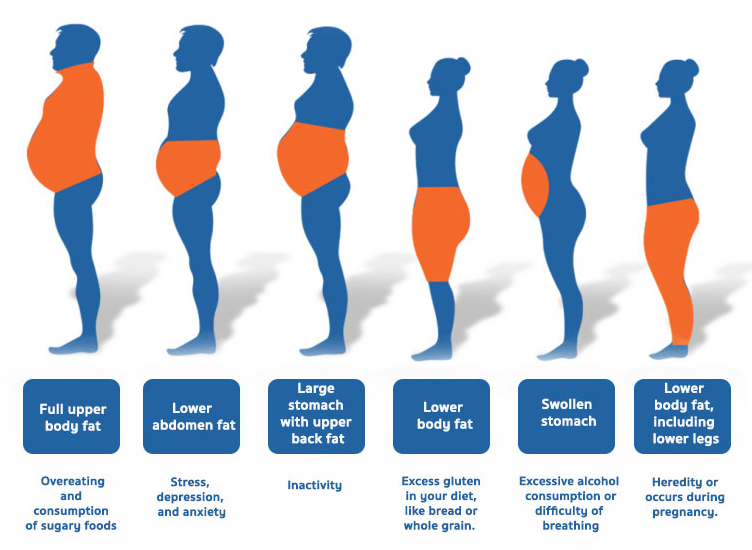 Full upper
body fat
Lower
abdomen fat
Large
stomach
with upper
back fat
Lower
body fat
Swollen
stomach
Lower
body fat,
including
lower legs
Overeating
and
consumption
of sugary foods
Stress,
depression,
and anxiety
Inactivity
Excess gluten
in your diet,
like bread or
whole grain.
Excessive alcohol
consumption or
difficulty of
breathing
Heredity or
occurs during
pregnancy.